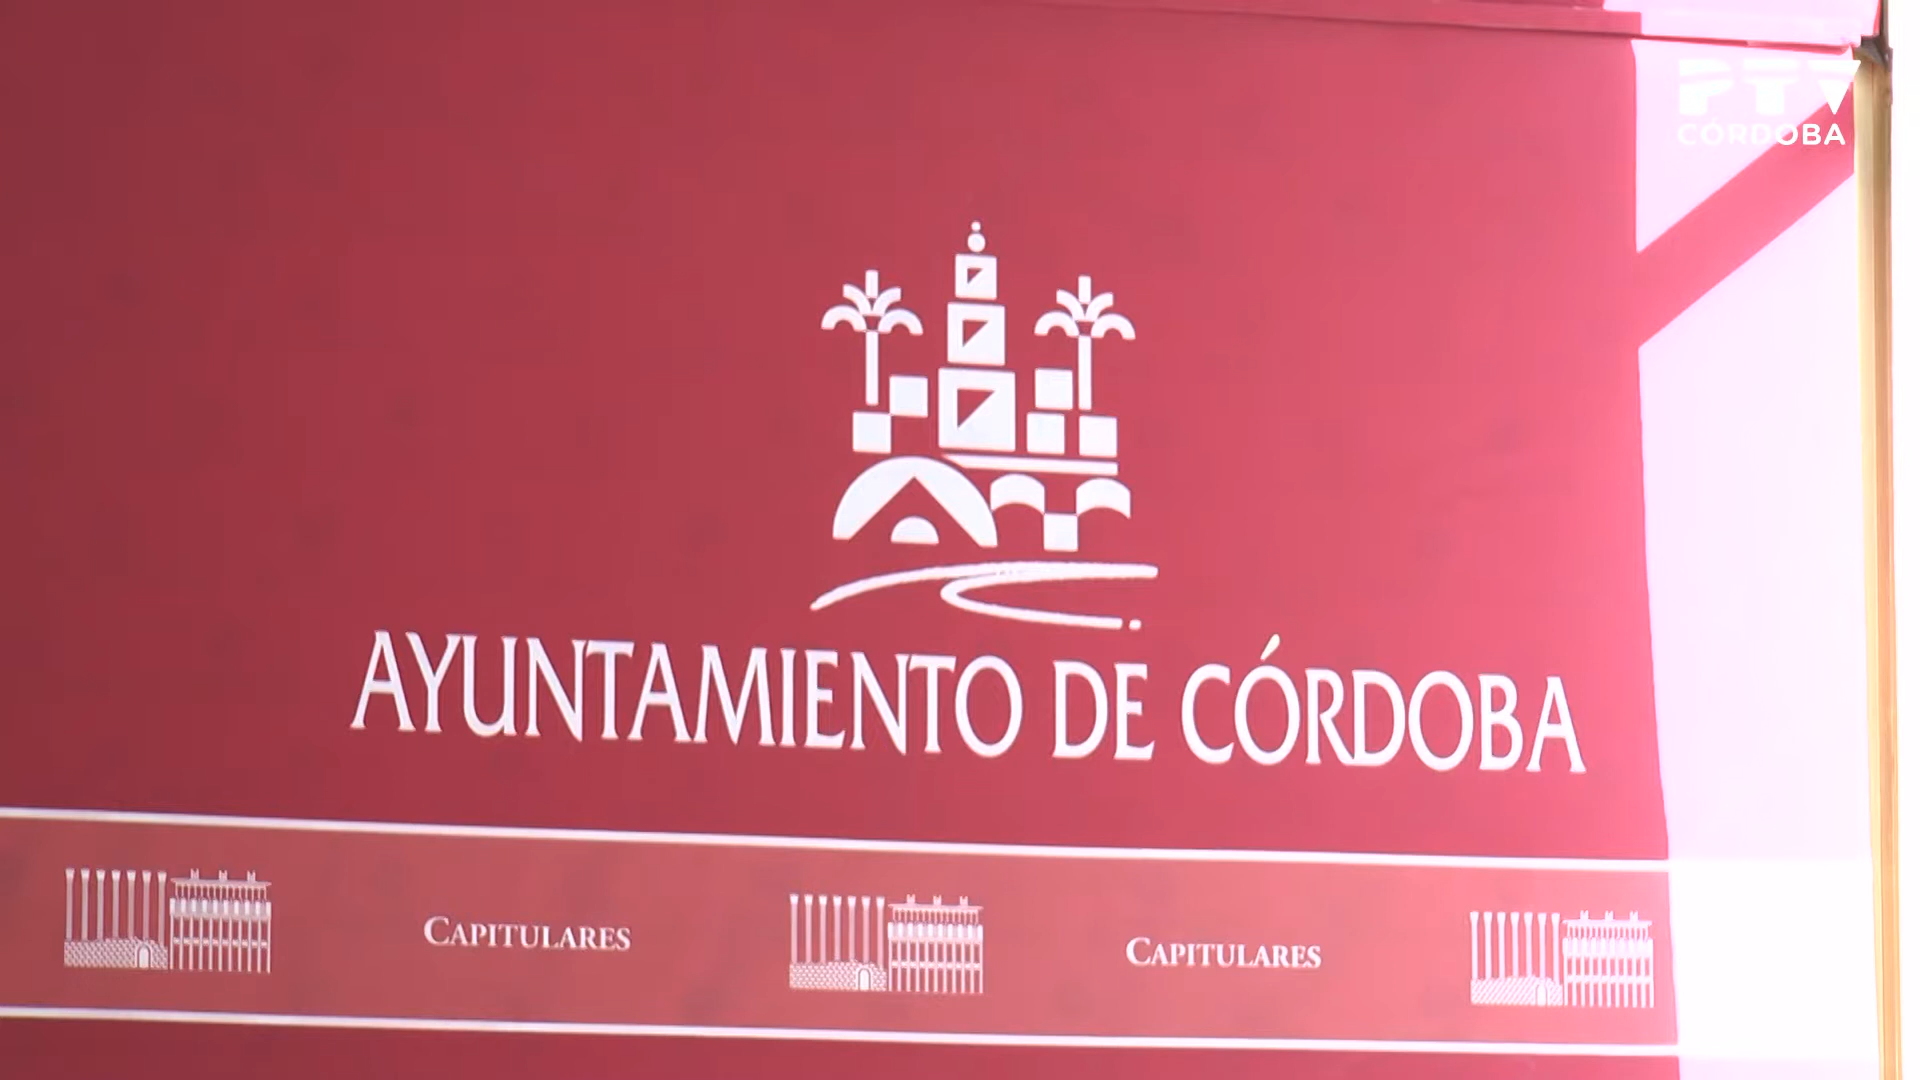 PTV
CÓRDOBA
AYUNTAMIENTO DE CÓRDOBA
CAPITULARES
CAPITULARES